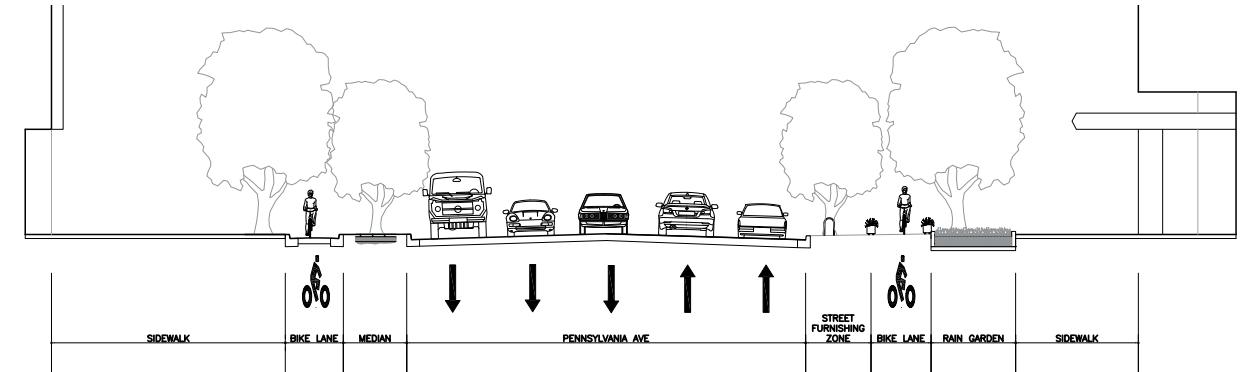 SIDEWALK
BIKE LANE
MEDIAN
PENNSYLVANIA AVE
STREET
FURNISHING
ZONE
BIKE LANE
RAIN GARDEN
SIDEWALK